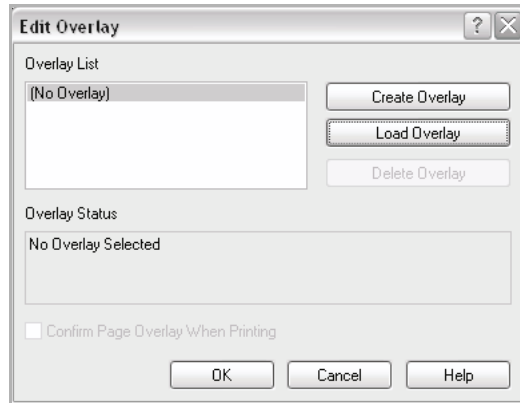 Edit Overlay
Overlay List
(No Overlay)
Create Overlay
Load Overlay
Delete Overlay
Overlay Status
No Overlay Selected
Confirm Page Overlay When Printing
OK
Cancel
Help